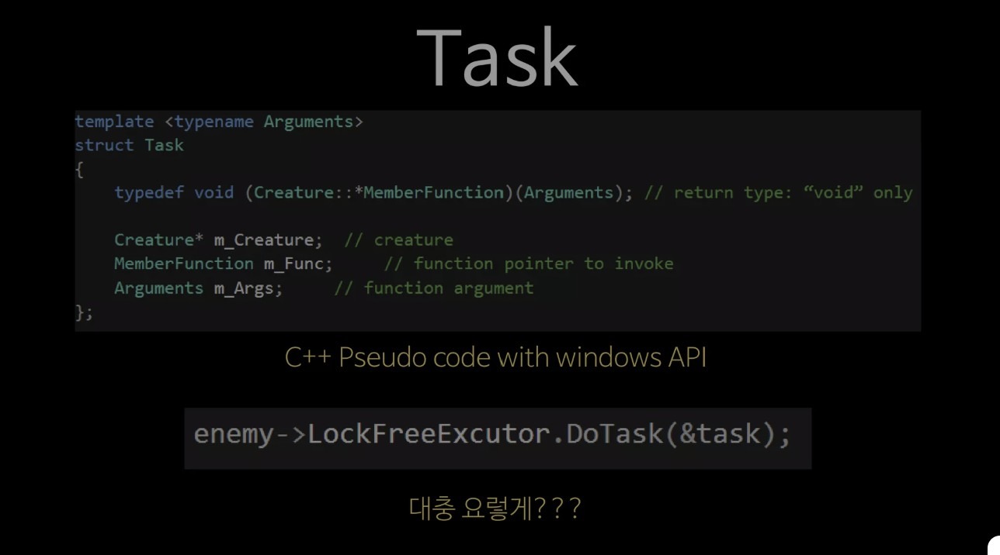 Task
template <typename Arguments>
struct Task
{
typedef void (Creature::*MemberFunction)(Arguments); // return type: “void” only
Creature* m_Creature; // creature
MemberFunction m_Func; // function pointer to invoke
Arguments m_Args; // function argument
};
C++ Pseudo code with windows API
enemy->LockFreeExcutor.DoTask(&task);
대충 요렇게???